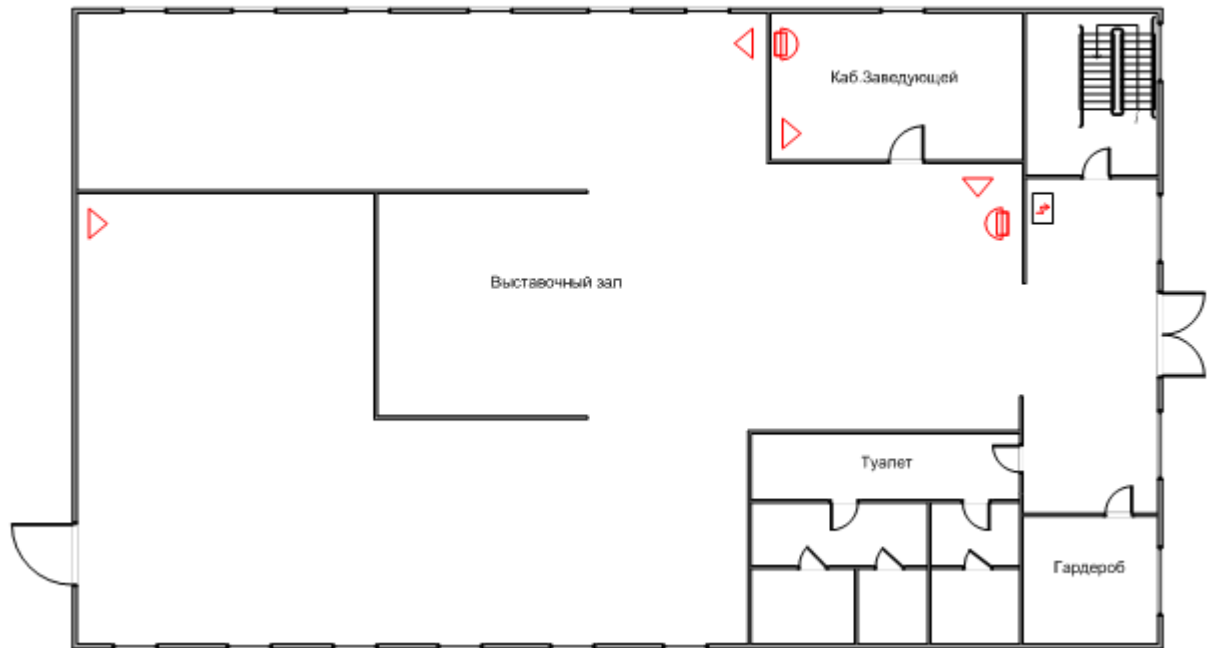 Каб.Заведующей
Выставочный зал
Туалет
Гардероб